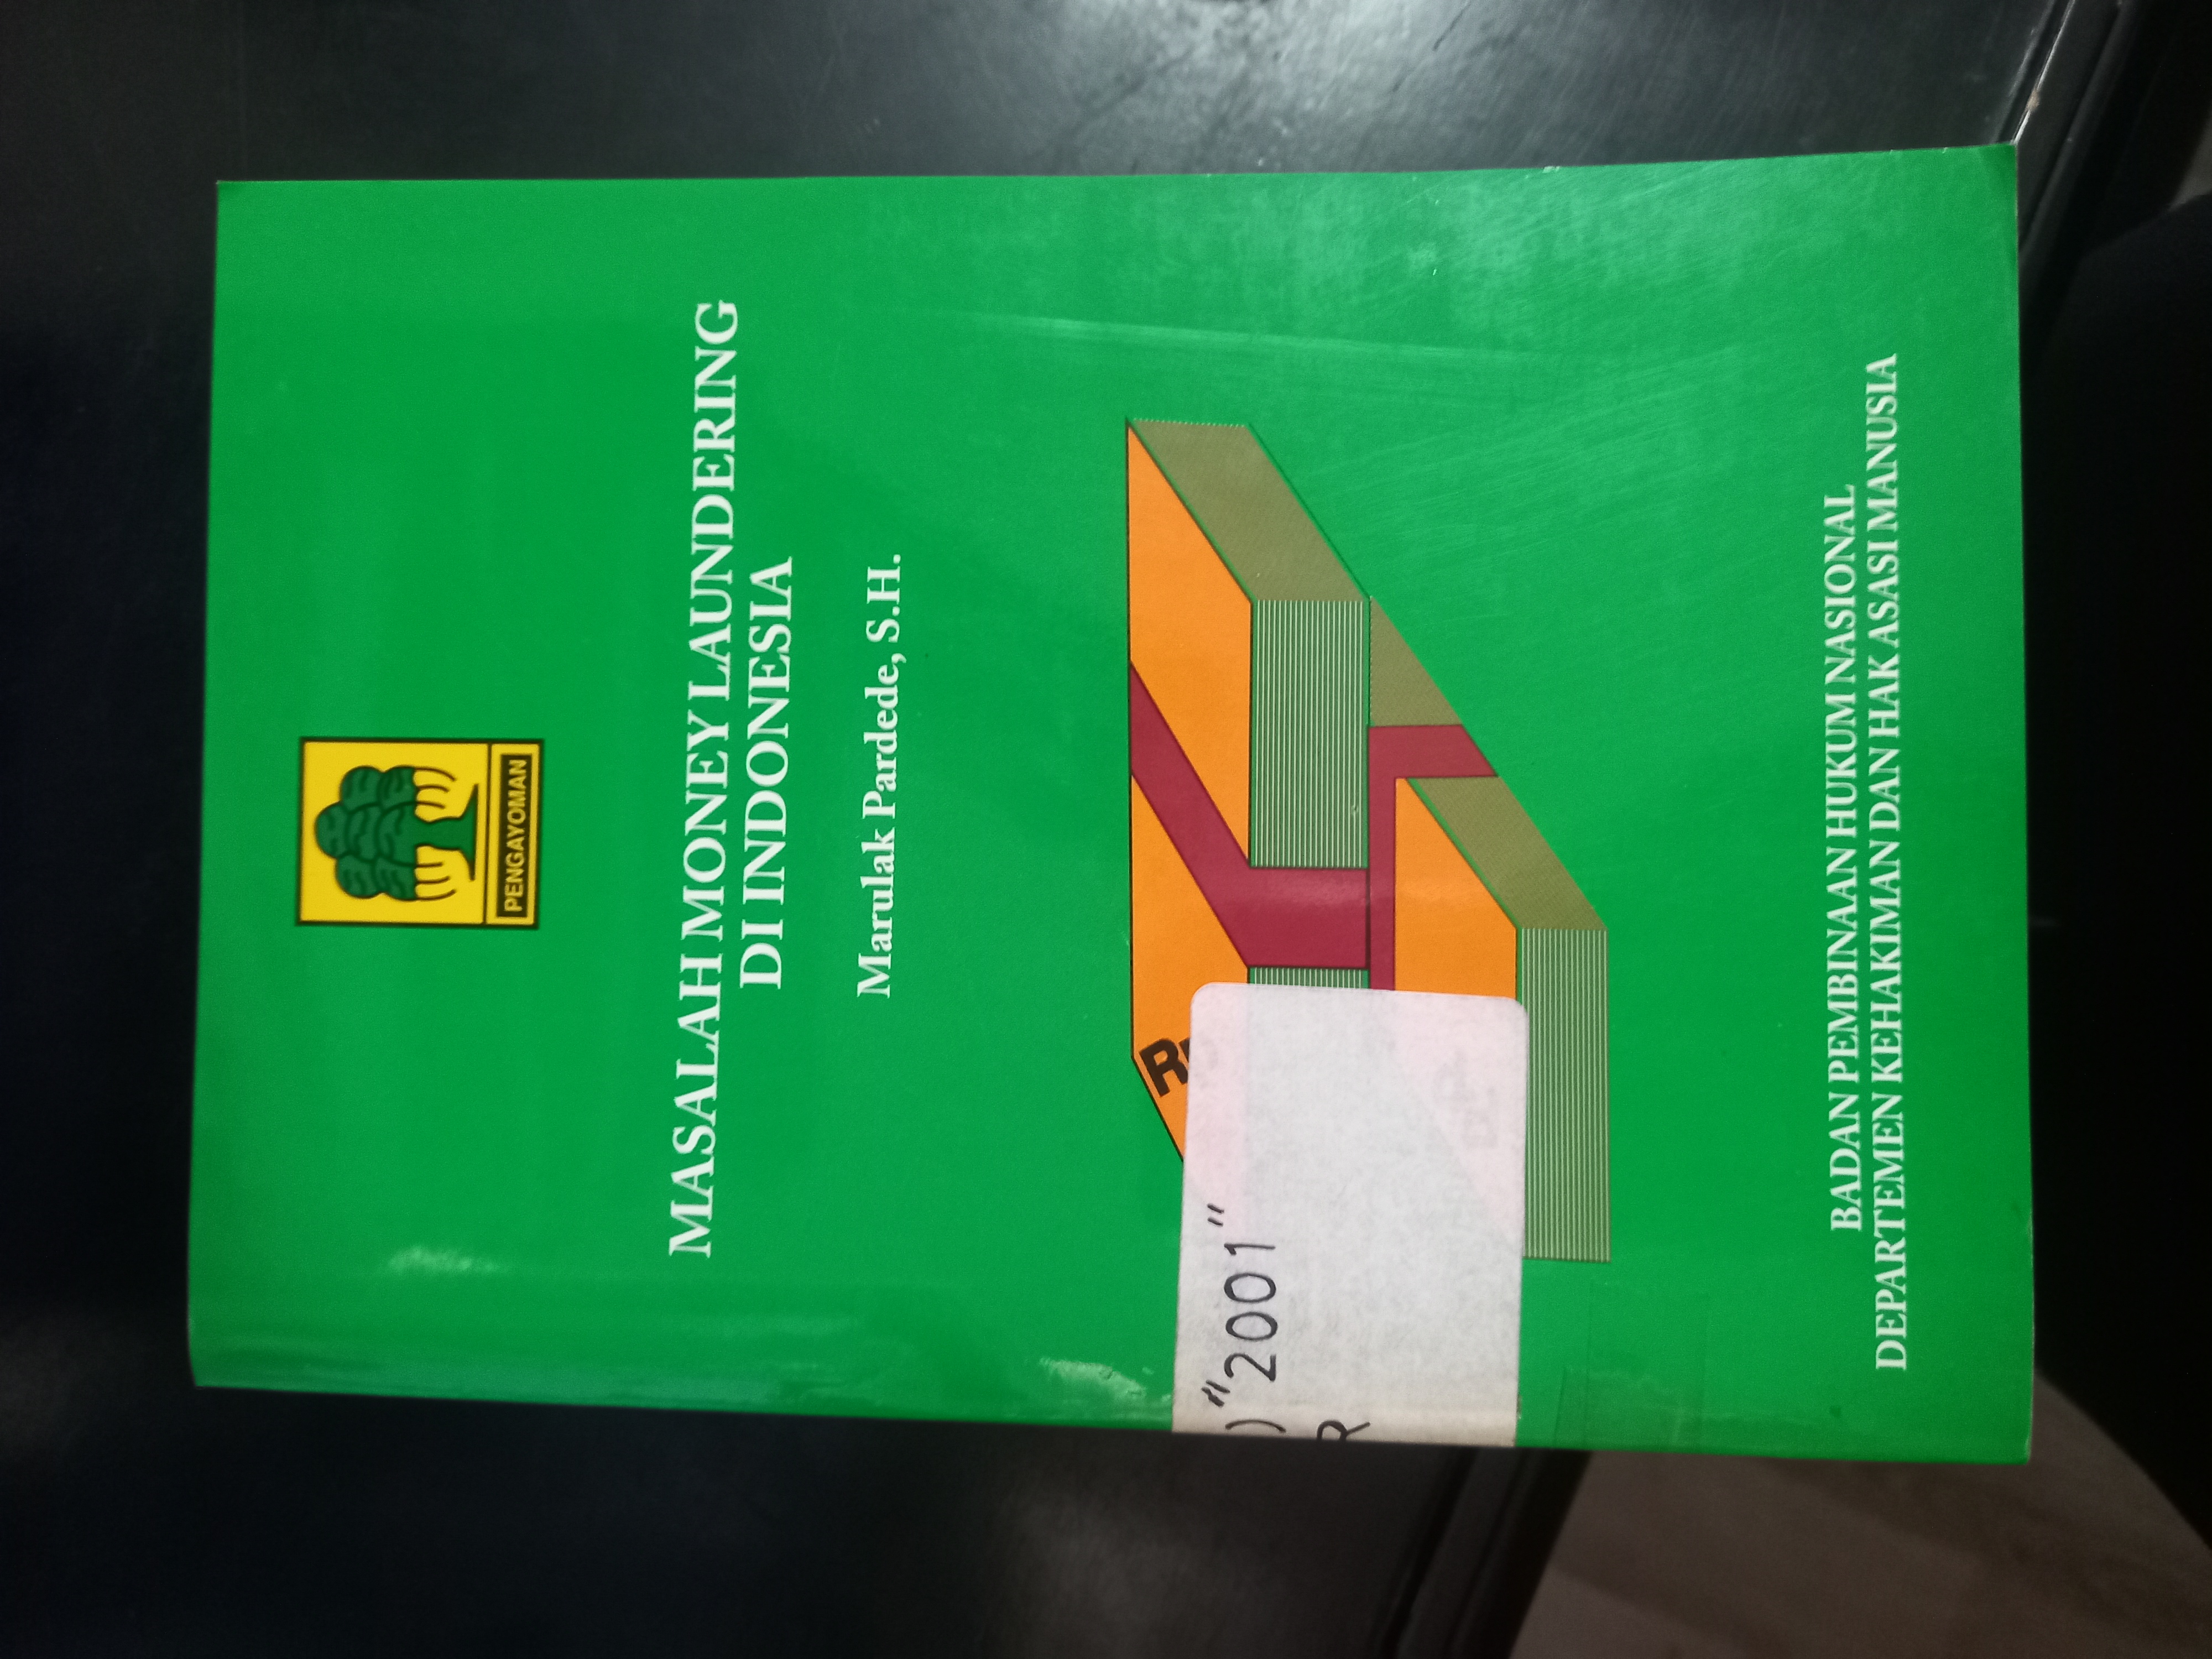 PENGAYOMAN
MASALAH MONEY LAUNDERING
DI INDONESIA
Marulak Pardede, S.H.
)"2001"
R
BADAN PEMBINAAN HUKUM NASIONAL
DEPARTEMEN KEHAKIMAN DAN HAK ASASI MANUSIA